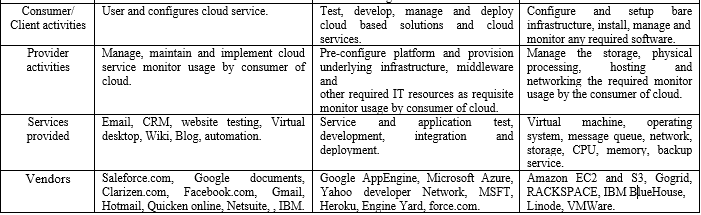 Consumer/
Client activities
User and configures cloud service.
Test, develop, manage and deploy
cloud based solutions and cloud
services.
Configure and setup bare
infrastructure, install, manage and
monitor any required software.
Provider
activities
Manage, maintain and implement cloud
service monitor usage by consumer of
cloud.
Pre-configure platform and provision
underlying infrastructure, middleware
and
other required IT resources as requisite
monitor usage by consumer of cloud.
Manage the storage, physical
processing, hosting and
networking the required monitor
usage by the consumer of cloud.
Services
provided
Email, CRM, website testing, Virtual
desktop, Wiki, Blog, automation.
Service and application test,
development, integration and
deployment.
Virtual machine, operating
system, message queue, network,
storage, CPU, memory, backup
service.
Vendors
Saleforce.com, Google documents,
Clarizen.com, Facebook.com, Gmail,
Hotmail, Quicken online, Netsuite, , IBM.
Google AppEngine, Microsoft Azure,
Yahoo developer Network, MSFT,
Heroku, Engine Yard, force.com.
Amazon EC2 and S3, Gogrid,
RACKSPACE, IBM BlueHouse,
Linode, VMWare.